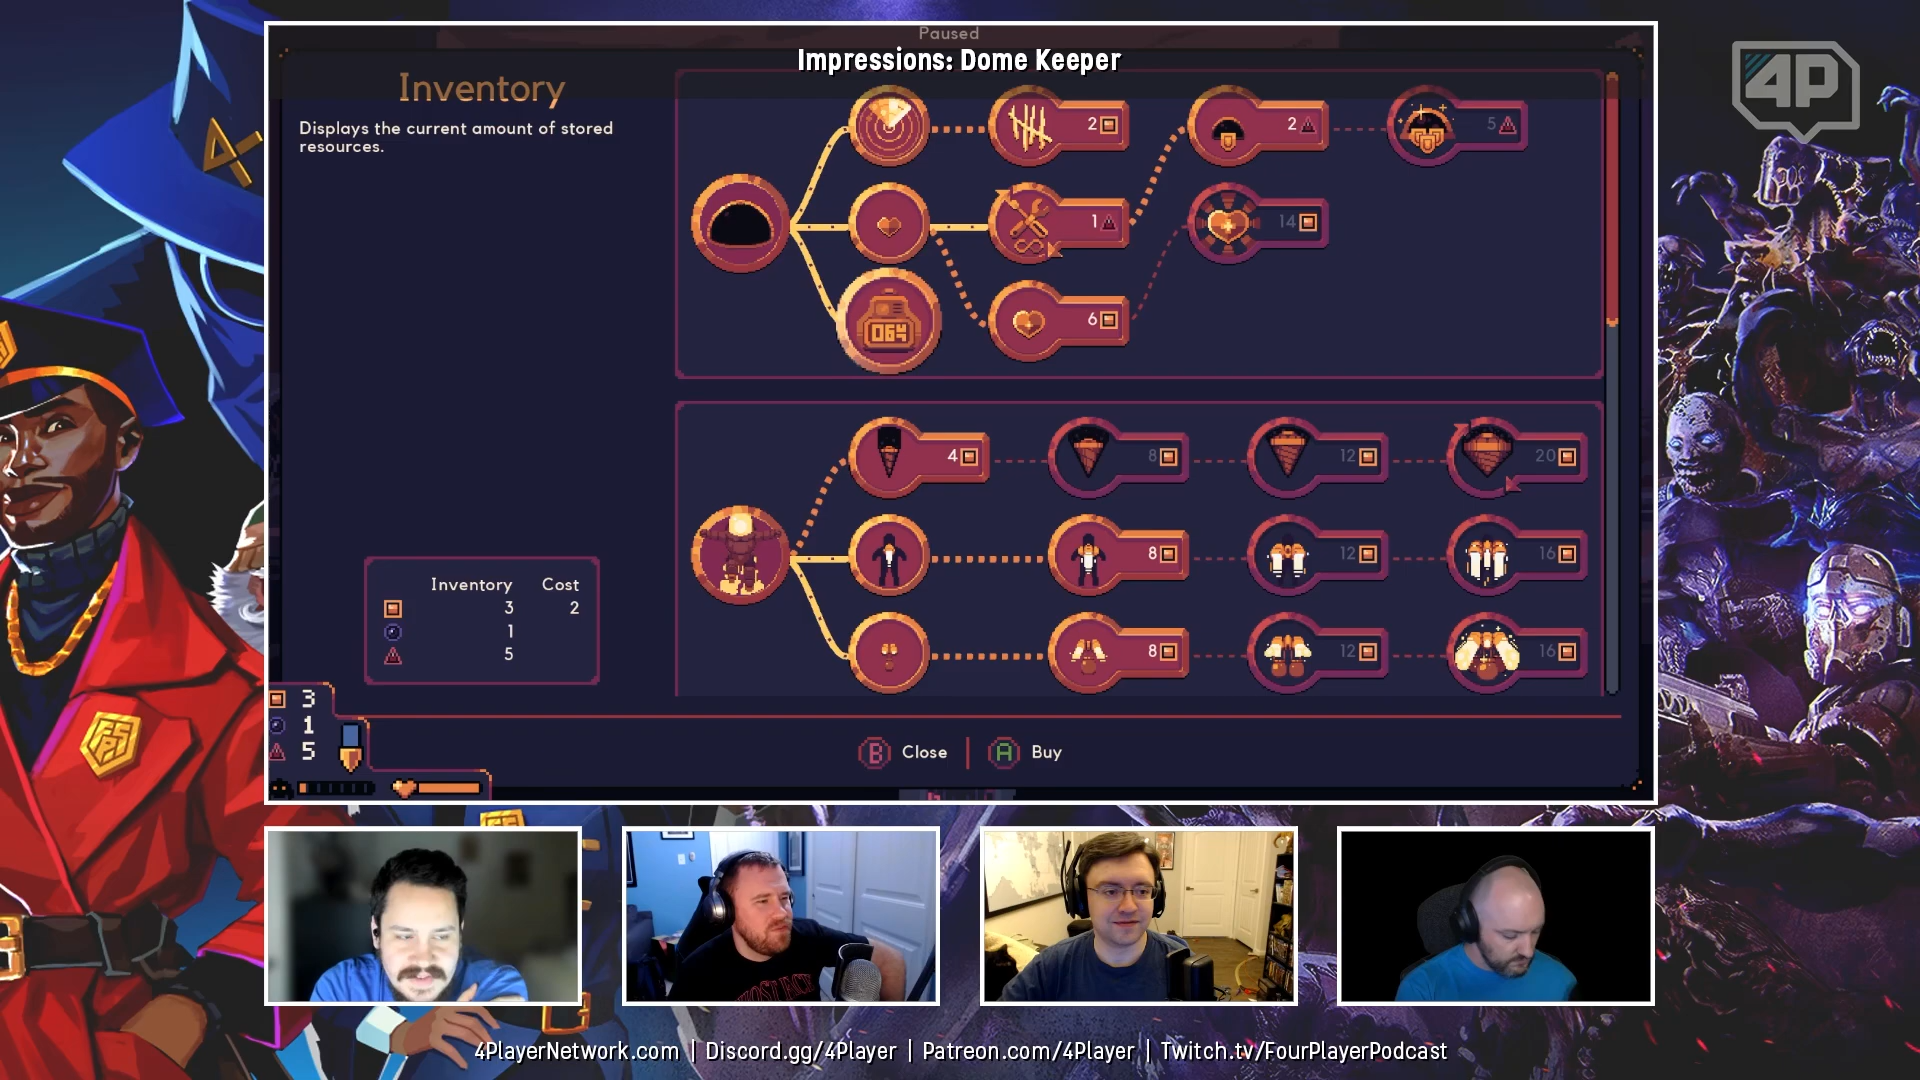 Paused
Impressions: Dome Keeper
4P
Inventory
Displays the current amount of stored
resources.
2
2
5
1
14
064
6
4
8
12
20
8
12
16
8
12
16
Inventory Cost
3 2
1
5
3
1
5
B Close | A Buy
4PlayerNetwork.com | Discord.gg/4Player | Patreon.com/4Player | Twitch.tv/FourPlayerPodcast